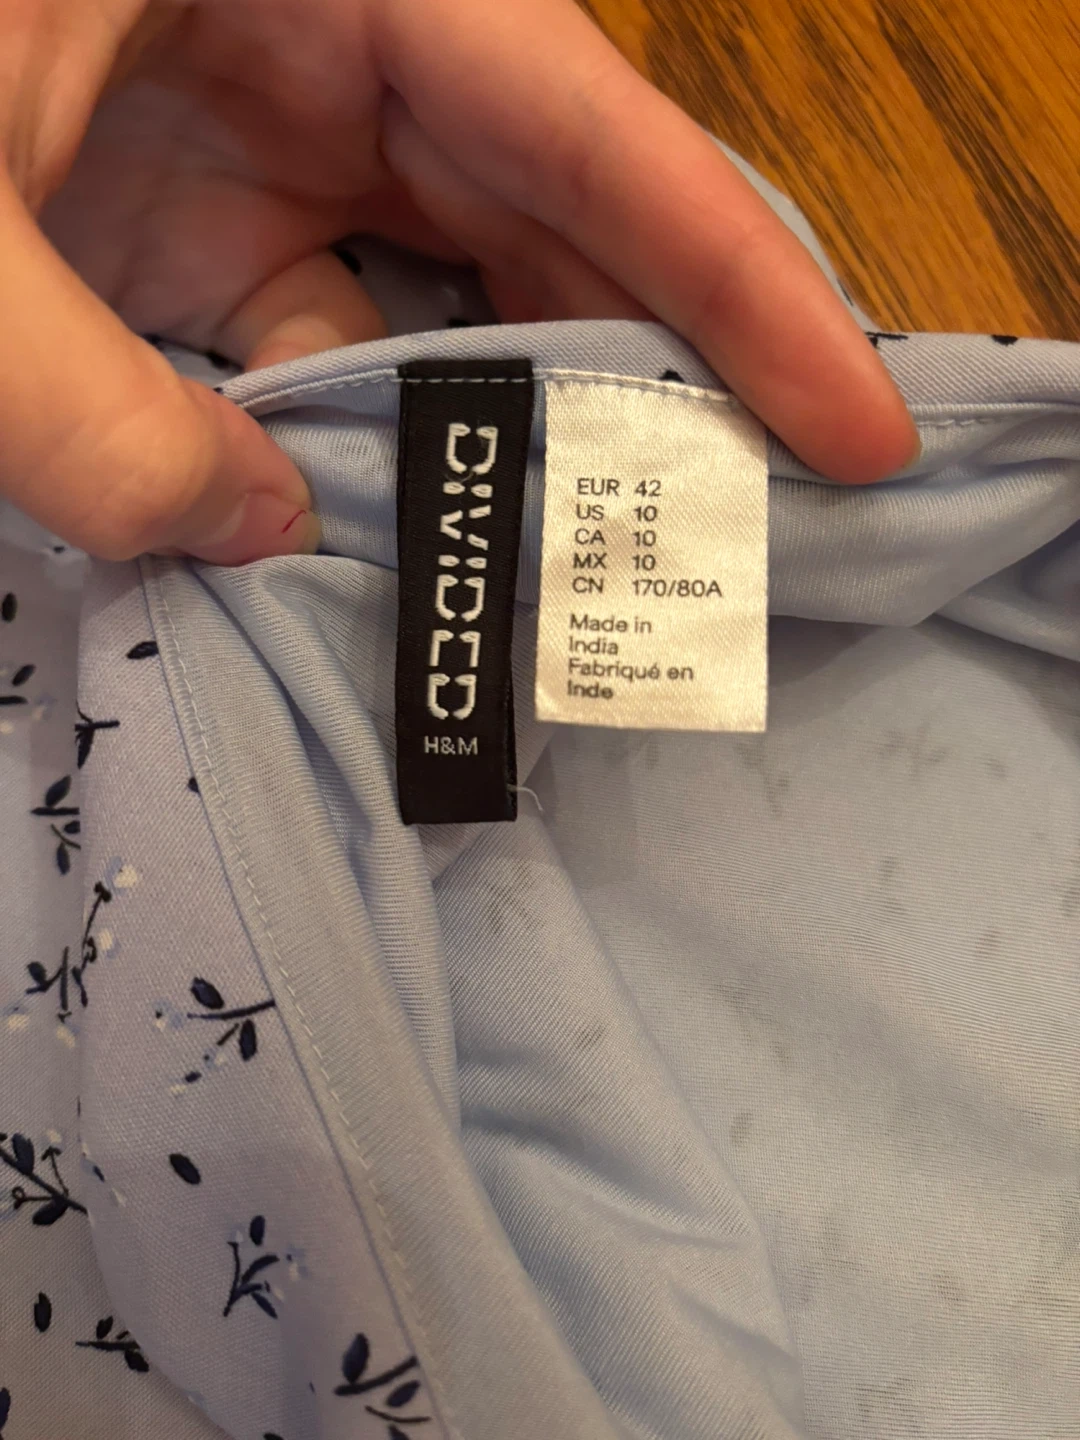 DIVIDED
H&M
EUR 42
US 10
CA 10
MX 10
CN 170/80A
Made in
India
Fabriqué en
Inde